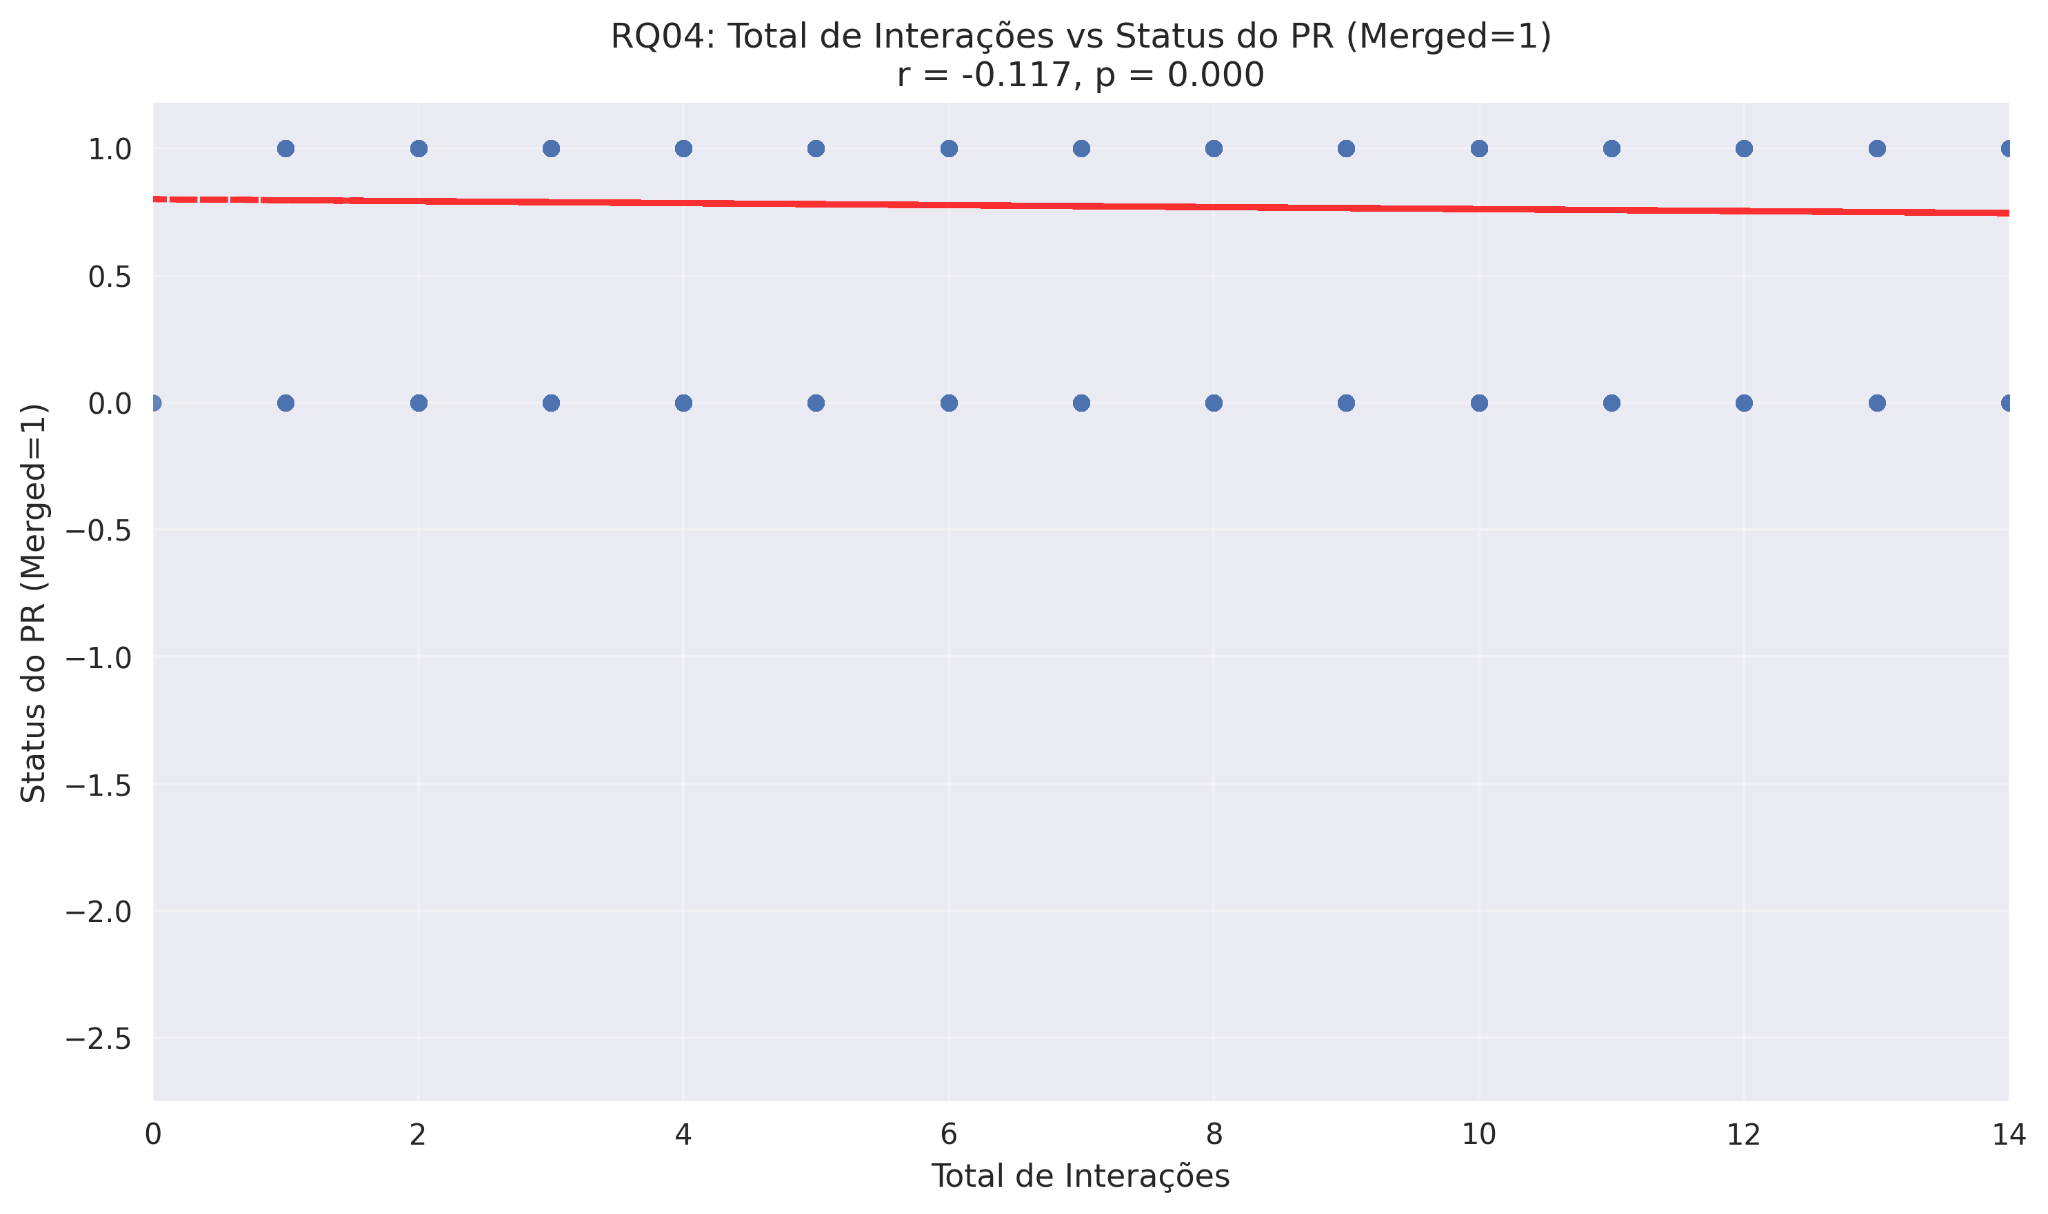 RQ04: Total de Interações vs Status do PR (Merged=1)
r = -0.117, p = 0.000
Status do PR (Merged=1)
1.0
0.5
0.0
−0.5
−1.0
−1.5
−2.0
−2.5
0 2 4 6 8 10 12 14
Total de Interações